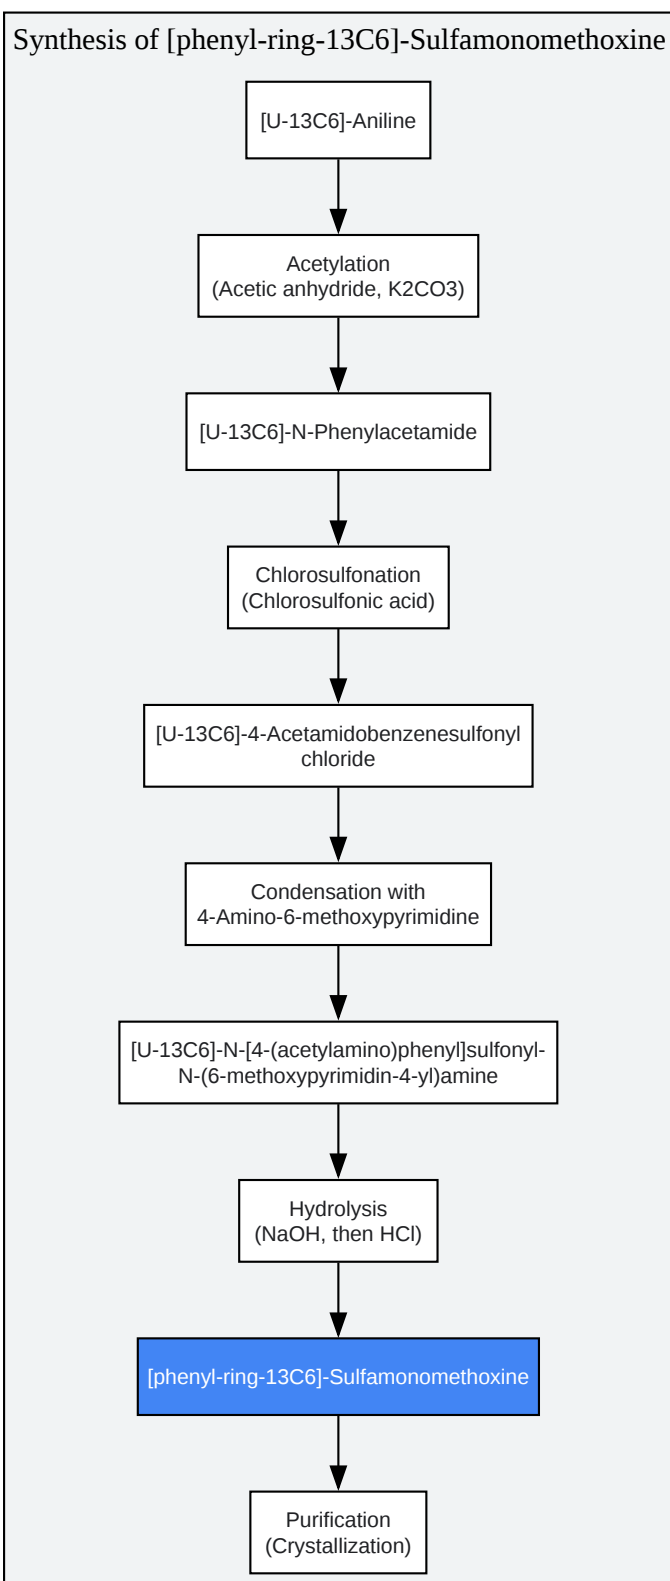 Synthesis of [phenyl-ring-13C6]-Sulfamonomethoxine
[U-13C6]-Aniline
Acetylation
(Acetic anhydride, K2CO3)
[U-13C6]-N-Phenylacetamide
Chlorosulfonation
(Chlorosulfonic acid)
[U-13C6]-4-Acetamidobenzenesulfonyl
chloride
Condensation with
4-Amino-6-methoxypyrimidine
[U-13C6]-N-[4-(acetylamino)phenyl]sulfonyl-
N-(6-methoxypyrimidin-4-yl)amine
Hydrolysis
(NaOH, then HCl)
[phenyl-ring-13C6]-Sulfamonomethoxine
Purification
(Crystallization)